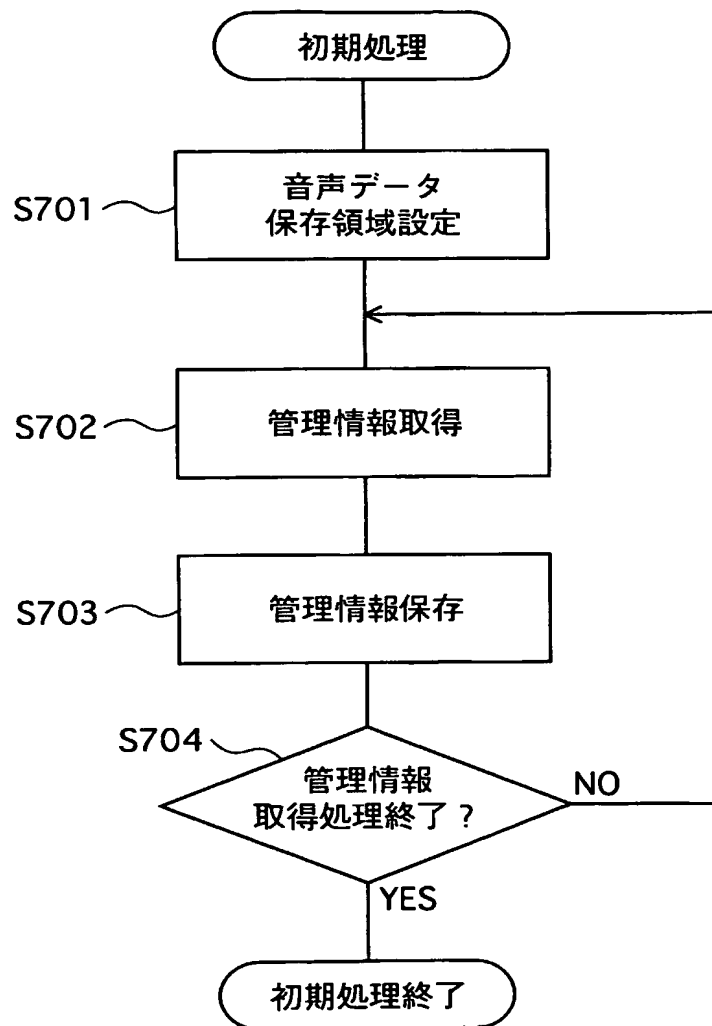 初期処理
S701
音声データ
保存領域設定
S702
管理情報取得
S703
管理情報保存
S704
管理情報
取得処理終了?
NO
YES
初期処理終了